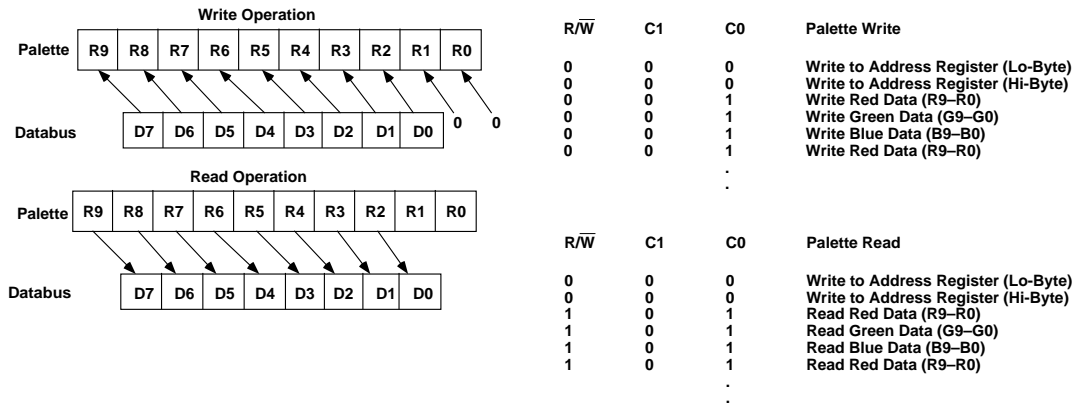 Write Operation
Palette R9 R8 R7 R6 R5 R4 R3 R2 R1 R0
Databus D7 D6 D5 D4 D3 D2 D1 D0 0 0
Read Operation
Palette R9 R8 R7 R6 R5 R4 R3 R2 R1 R0
Databus D7 D6 D5 D4 D3 D2 D1 D0
R/W̅ C1 C0 Palette Write
0 0 0 Write to Address Register (Lo-Byte)
0 0 0 Write to Address Register (Hi-Byte)
0 0 1 Write Red Data (R9–R0)
0 0 1 Write Green Data (G9–G0)
0 0 1 Write Blue Data (B9–B0)
0 0 1 Write Red Data (R9–R0)
.
.
R/W̅ C1 C0 Palette Read
0 0 0 Write to Address Register (Lo-Byte)
0 0 0 Write to Address Register (Hi-Byte)
1 0 1 Read Red Data (R9–R0)
1 0 1 Read Green Data (G9–G0)
1 0 1 Read Blue Data (B9–B0)
1 0 1 Read Red Data (R9–R0)
.
.